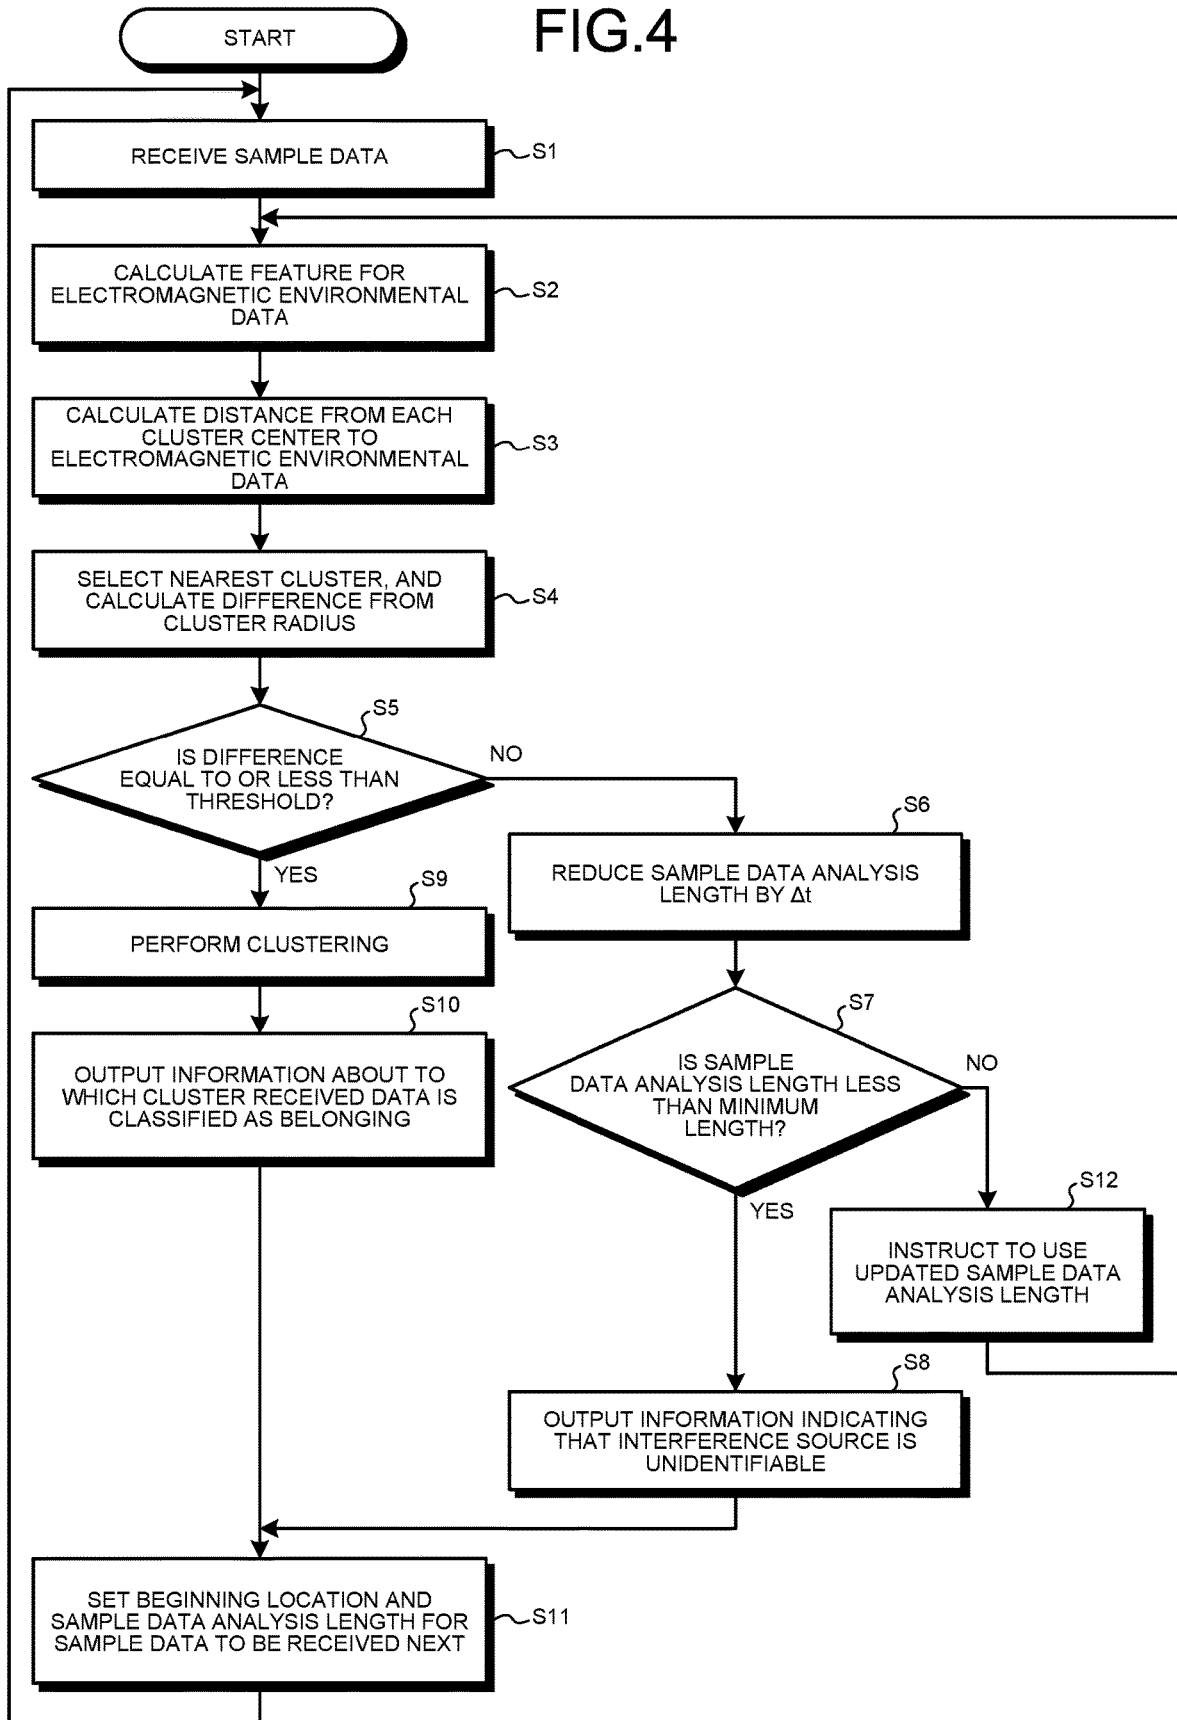 FIG.4
START
RECEIVE SAMPLE DATA
S1
CALCULATE FEATURE FOR
ELECTROMAGNETIC ENVIRONMENTAL
DATA
S2
CALCULATE DISTANCE FROM EACH
CLUSTER CENTER TO
ELECTROMAGNETIC ENVIRONMENTAL
DATA
S3
SELECT NEAREST CLUSTER, AND
CALCULATE DIFFERENCE FROM
CLUSTER RADIUS
S4
S5
IS DIFFERENCE
EQUAL TO OR LESS THAN
THRESHOLD?
NO
YES
S6
REDUCE SAMPLE DATA ANALYSIS
LENGTH BY Δt
S9
PERFORM CLUSTERING
S7
IS SAMPLE
DATA ANALYSIS LENGTH LESS
THAN MINIMUM
LENGTH?
NO
YES
S10
OUTPUT INFORMATION ABOUT TO
WHICH CLUSTER RECEIVED DATA IS
CLASSIFIED AS BELONGING
S12
INSTRUCT TO USE
UPDATED SAMPLE DATA
ANALYSIS LENGTH
S8
OUTPUT INFORMATION INDICATING
THAT INTERFERENCE SOURCE IS
UNIDENTIFIABLE
SET BEGINNING LOCATION AND
SAMPLE DATA ANALYSIS LENGTH FOR
SAMPLE DATA TO BE RECEIVED NEXT
S11